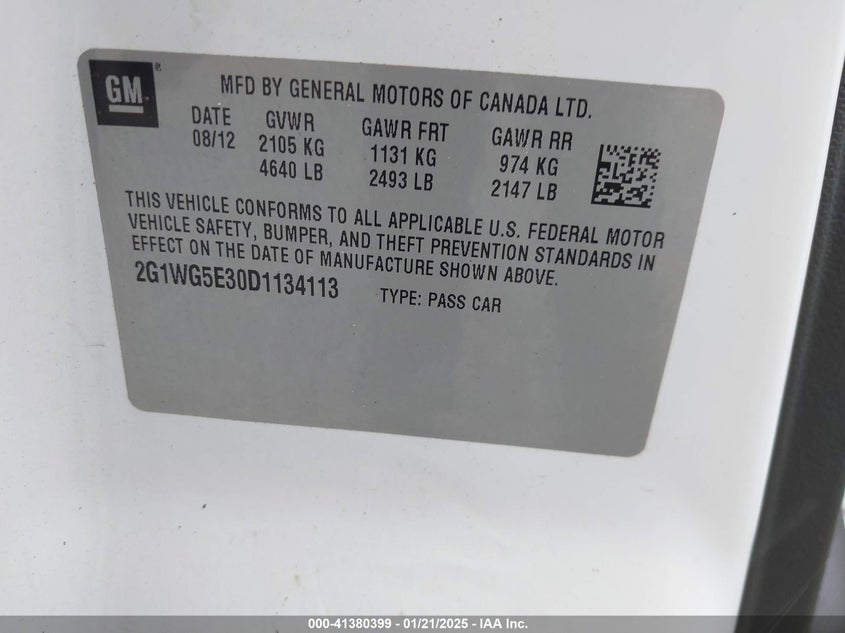 GM ®
MFD BY GENERAL MOTORS OF CANADA LTD.
DATE GVWR GAWR FRT GAWR RR
08/12 2105 KG 1131 KG 974 KG
4640 LB 2493 LB 2147 LB
THIS VEHICLE CONFORMS TO ALL APPLICABLE U.S. FEDERAL MOTOR
VEHICLE SAFETY, BUMPER, AND THEFT PREVENTION STANDARDS IN
EFFECT ON THE DATE OF MANUFACTURE SHOWN ABOVE.
2G1WG5E30D1134113 TYPE: PASS CAR
000-41380399 / 01/21/2025 - IAA Inc.